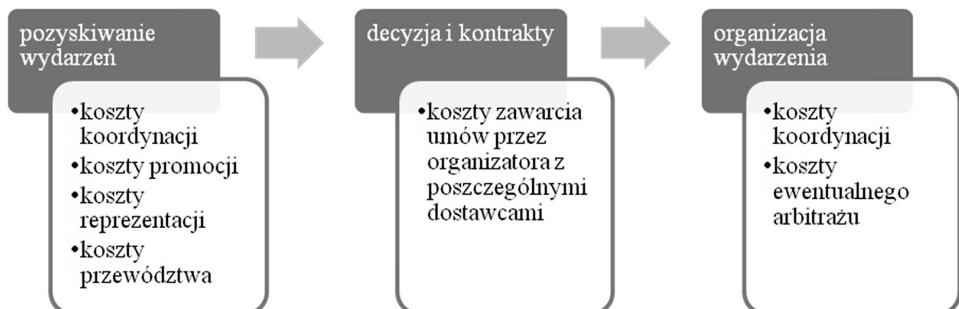 pozyskiwanie
wydarzeń
•koszty
koordynacji
•koszty promocji
•koszty
reprezentacji
•koszty
przewództwa
decyzja i kontrakty
•koszty zawarcia
umów przez
organizatora z
poszczególnymi
dostawcami
organizacja
wydarzenia
•koszty
koordynacji
•koszty
ewentualnego
arbitrażu